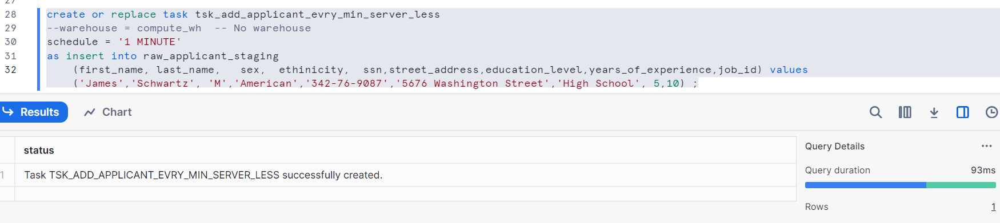 27
28 create or replace task tsk_add_applicant_evry_min_server_less
29 --warehouse = compute_wh -- No warehouse
30 schedule = '1 MINUTE'
31 as insert into raw_applicant_staging
32 (first_name, last_name, sex, ethinicity, ssn,street_address,education_level,years_of_experience,job_id) values
('James','Schwartz', 'M','American','342-76-9087','5676 Washington Street','High School', 5,10) ;
Results Chart
status
Query Details
1 Task TSK_ADD_APPLICANT_EVRY_MIN_SERVER_LESS successfully created.
Query duration 93ms
Rows 1